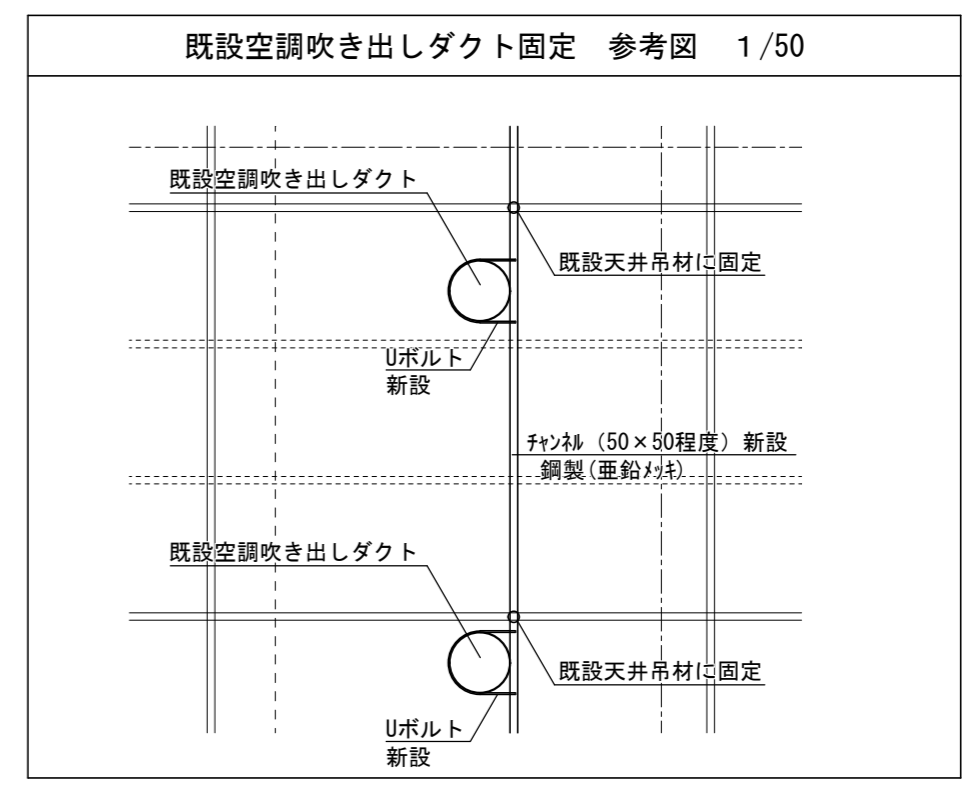 既設空調吹き出しダクト固定　参考図　１/50
既設空調吹き出しダクト
既設天井吊材に固定
Uボルト
新設
ﾁｬﾝﾈﾙ（50×50程度）新設
鋼製(亜鉛ﾒｯｷ)
既設空調吹き出しダクト
既設天井吊材に固定
Uボルト
新設